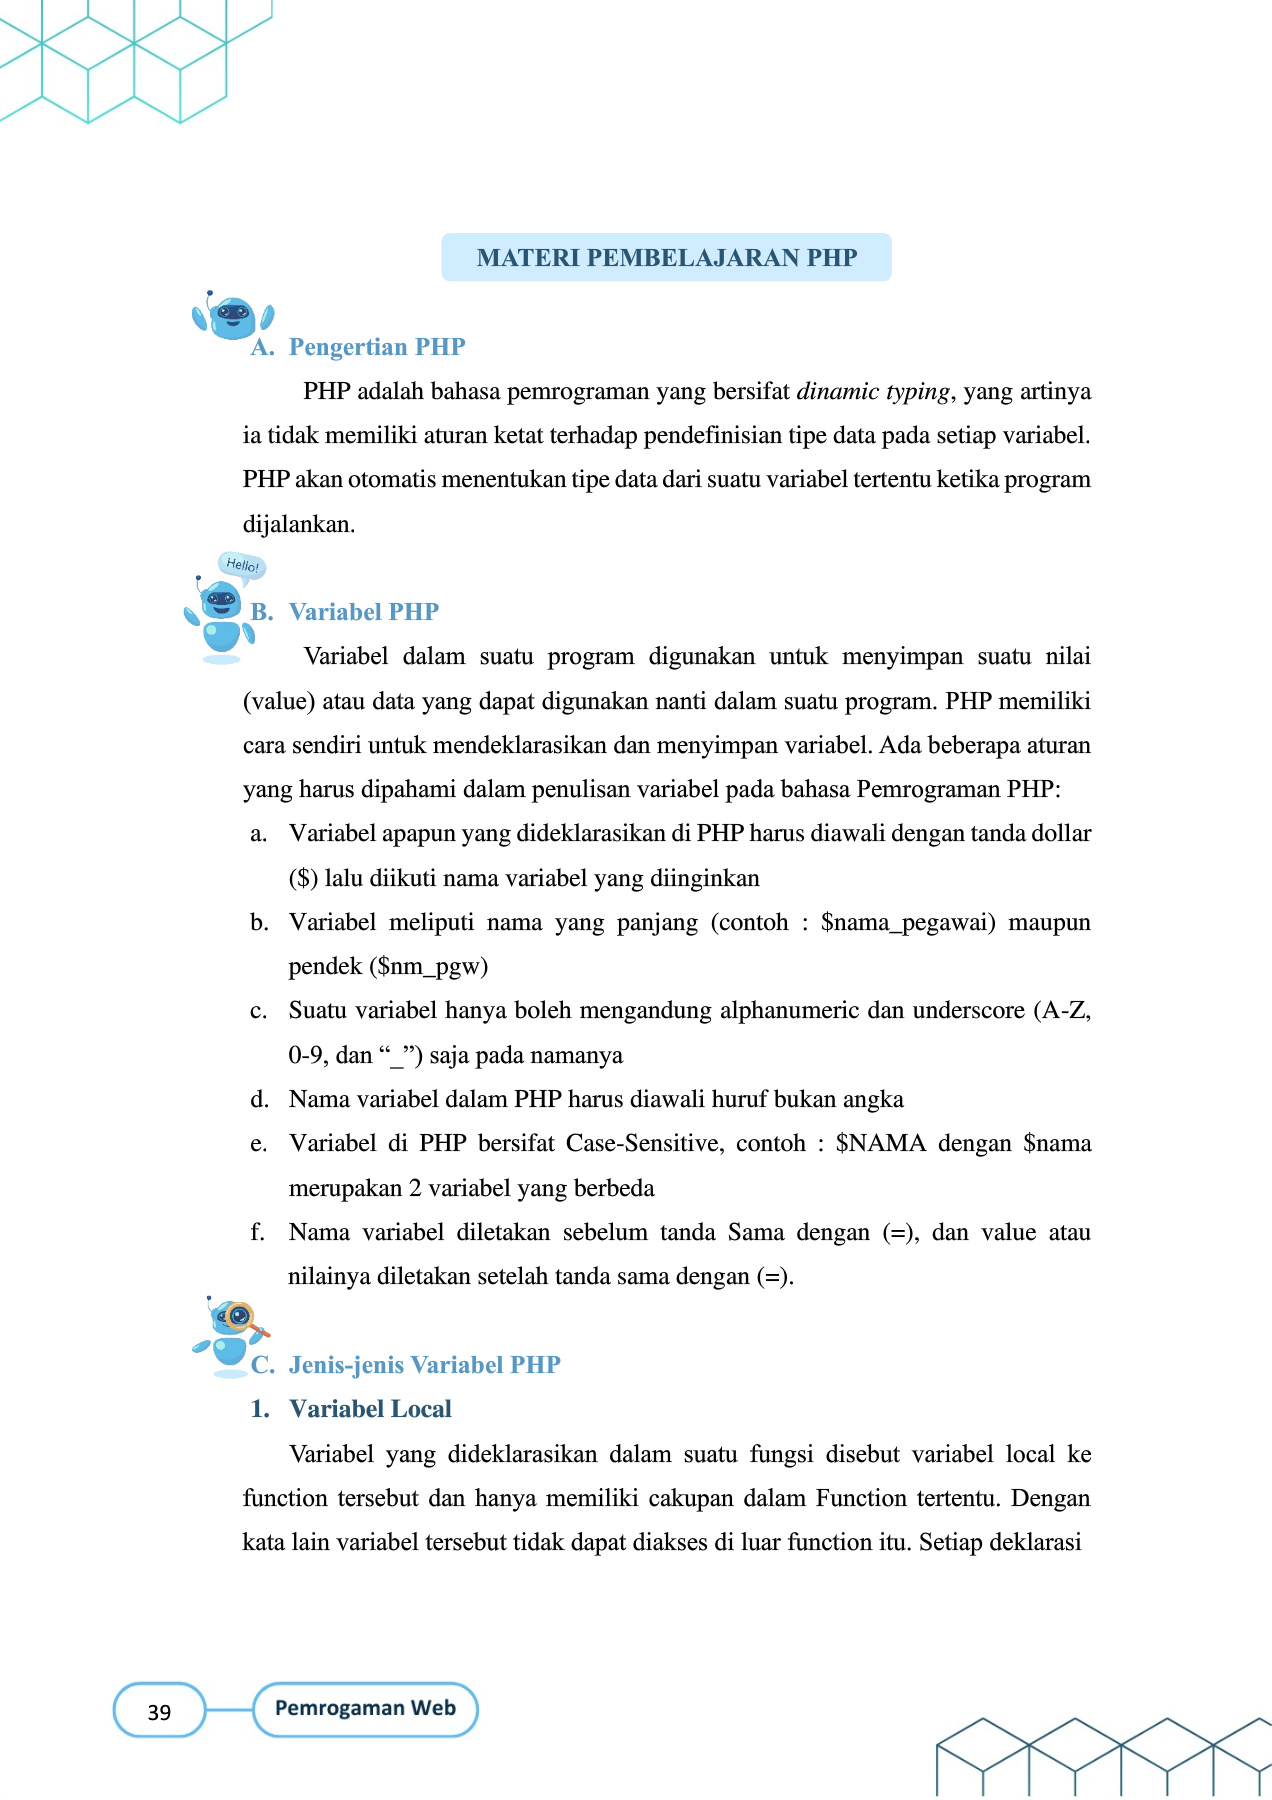 MATERI PEMBELAJARAN PHP
A. Pengertian PHP
PHP adalah bahasa pemrograman yang bersifat dinamic typing, yang artinya
ia tidak memiliki aturan ketat terhadap pendefinisian tipe data pada setiap variabel.
PHP akan otomatis menentukan tipe data dari suatu variabel tertentu ketika program
dijalankan.
Hello!
B. Variabel PHP
Variabel dalam suatu program digunakan untuk menyimpan suatu nilai
(value) atau data yang dapat digunakan nanti dalam suatu program. PHP memiliki
cara sendiri untuk mendeklarasikan dan menyimpan variabel. Ada beberapa aturan
yang harus dipahami dalam penulisan variabel pada bahasa Pemrograman PHP:
a. Variabel apapun yang dideklarasikan di PHP harus diawali dengan tanda dollar
($) lalu diikuti nama variabel yang diinginkan
b. Variabel meliputi nama yang panjang (contoh : $nama_pegawai) maupun
pendek ($nm_pgw)
c. Suatu variabel hanya boleh mengandung alphanumeric dan underscore (A-Z,
0-9, dan “_”) saja pada namanya
d. Nama variabel dalam PHP harus diawali huruf bukan angka
e. Variabel di PHP bersifat Case-Sensitive, contoh : $NAMA dengan $nama
merupakan 2 variabel yang berbeda
f. Nama variabel diletakan sebelum tanda Sama dengan (=), dan value atau
nilainya diletakan setelah tanda sama dengan (=).
C. Jenis-jenis Variabel PHP
1. Variabel Local
Variabel yang dideklarasikan dalam suatu fungsi disebut variabel local ke
function tersebut dan hanya memiliki cakupan dalam Function tertentu. Dengan
kata lain variabel tersebut tidak dapat diakses di luar function itu. Setiap deklarasi
39
Pemrogaman Web